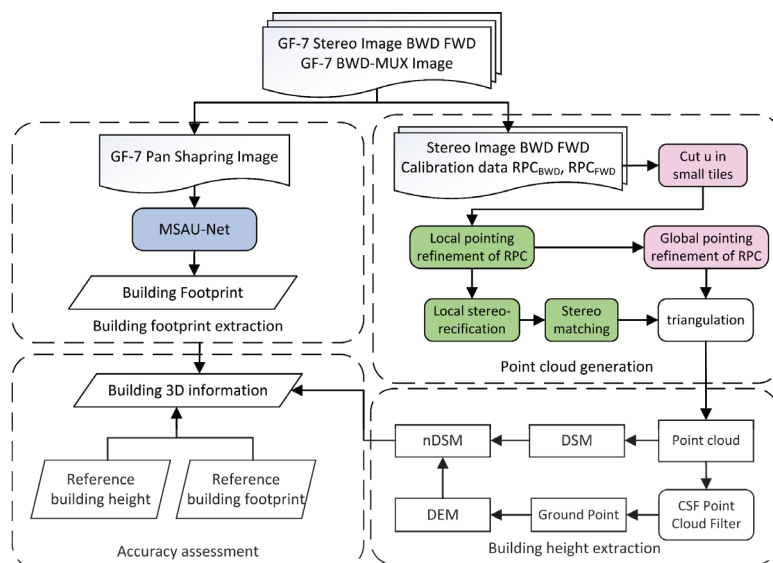 GF-7 Stereo Image BWD FWD
GF-7 BWD-MUX Image
GF-7 Pan Shapring Image
MSAU-Net
Building Footprint
Building footprint extraction
Stereo Image BWD FWD
Calibration data RPCBWD, RPCFWD
Cut u in
small tiles
Local pointing
refinement of RPC
Global pointing
refinement of RPC
Local stereo-
recification
Stereo
matching
triangulation
Point cloud generation
Building 3D information
Reference
building height
Reference
building footprint
Accuracy assessment
nDSM
DSM
Point cloud
DEM
Ground Point
CSF Point
Cloud Filter
Building height extraction